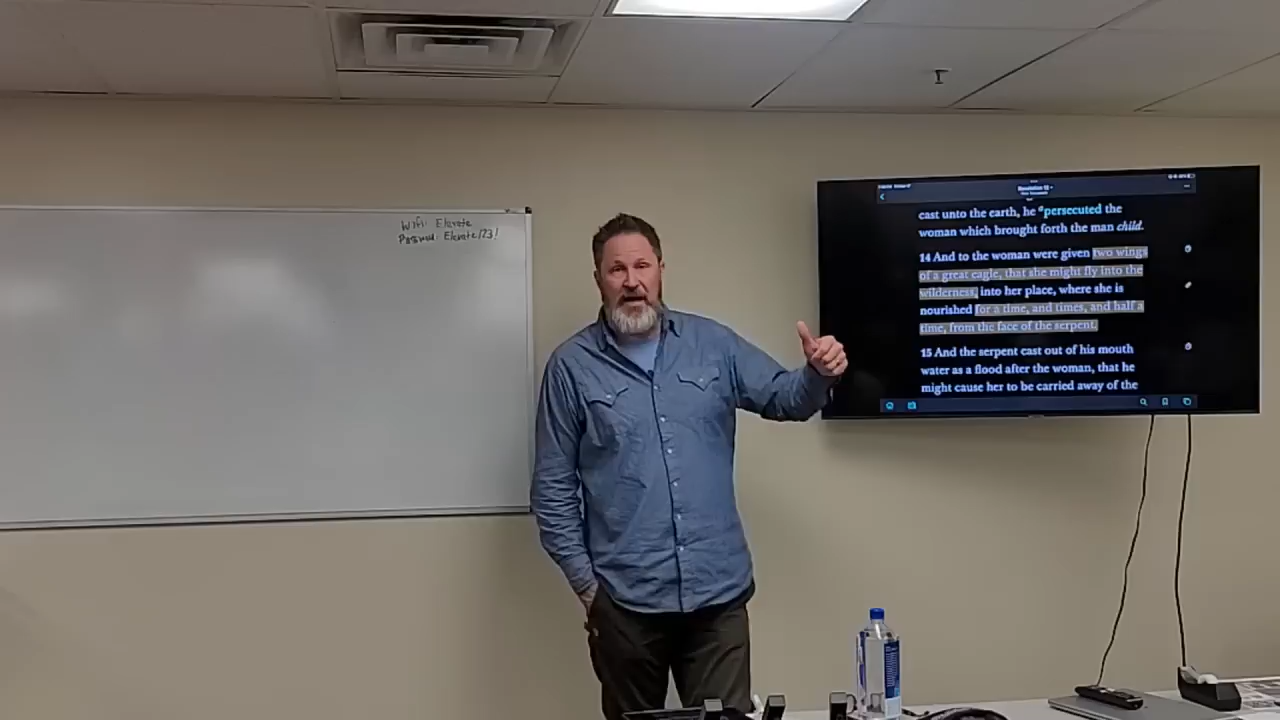 Wifi: Elevate
Elevate123!
Revelation 12
cast unto the earth, he "persecuted the
woman which brought forth the man child.
14 And to the woman were given two wings
of a great eagle, that she might fly into the
wilderness, into her place, where she is
nourished for a time, and times, and half a
time, from the face of the serpent.
15 And the serpent cast out of his mouth
water as a flood after the woman, that he
might cause her to be carried away of the